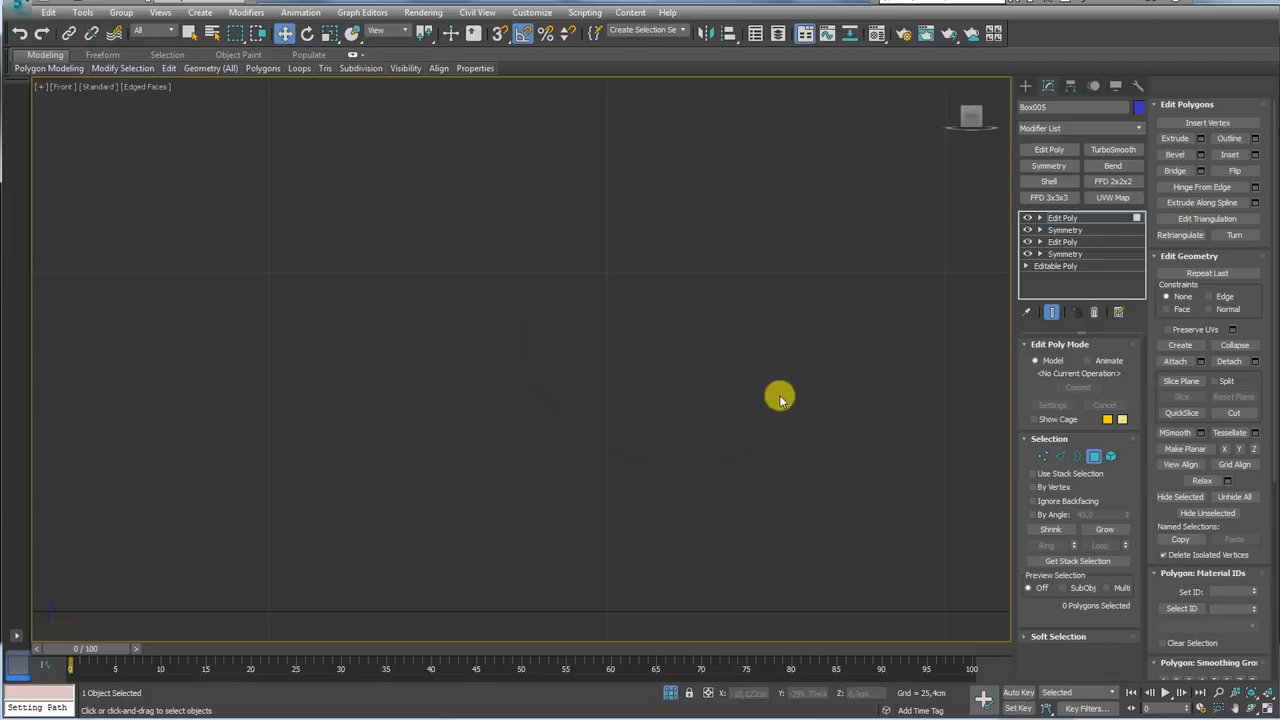 Edit Tools Group Views Create Modifiers Animation Graph Editors Rendering Civil View Customize Scripting Content Help
All View Create Selection Se
Modeling Freeform Selection Object Paint Populate
Polygon Modeling Modify Selection Edit Geometry (All) Polygons Loops Tris Subdivision Visibility Align Properties
[+] [Front] [Standard] [Edged Faces]
Box005
Modifier List
Edit Poly TurboSmooth
Symmetry Bend
Shell FFD 2x2x2
FFD 3x3x3 UVW Map
Edit Poly
Symmetry
Edit Poly
Symmetry
Editable Poly
Edit Poly Mode
Model Animate
<No Current Operation>
Commit
Settings Cancel
Show Cage
Selection
Use Stack Selection
By Vertex
Ignore Backfacing
By Angle: 45,0
Shrink Grow
Ring Loop
Get Stack Selection
Preview Selection
Off SubObj Multi
0 Polygons Selected
Soft Selection
Edit Polygons
Insert Vertex
Extrude Outline
Bevel Inset
Bridge Flip
Hinge From Edge
Extrude Along Spline
Edit Triangulation
Retriangulate Turn
Edit Geometry
Repeat Last
Constraints
None Edge
Face Normal
Preserve UVs
Create Collapse
Attach Detach
Slice Plane Split
Slice Reset Plane
QuickSlice Cut
MSmooth Tessellate
Make Planar X Y Z
View Align Grid Align
Relax
Hide Selected Unhide All
Hide Unselected
Named Selections:
Copy Paste
Delete Isolated Vertices
Polygon: Material IDs
Set ID:
Select ID
Clear Selection
Polygon: Smoothing Gro
0 / 100
0 5 10 15 20 25 30 35 40 45 50 55 60 65 70 75 80 85 90 95 100
1 Object Selected X: Y: Z: Grid = 25,4cm Auto Key Selected
Setting Path Click or click-and-drag to select objects Add Time Tag Set Key Key Filters... 0